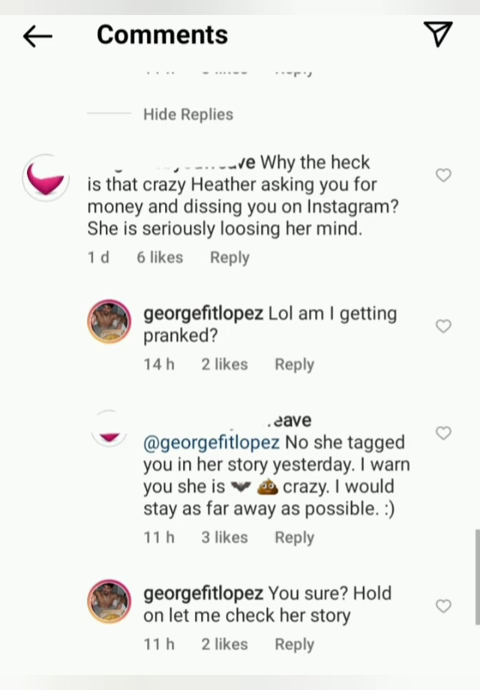 Comments
Hide Replies
ve Why the heck
is that crazy Heather asking you for
money and dissing you on Instagram?
She is seriously loosing her mind.
1 d 6 likes Reply
georgefitlopez Lol am I getting
pranked?
14 h 2 likes Reply
eave
@georgefitlopez No she tagged
you in her story yesterday. I warn
you she is 🦇 💩 crazy. I would
stay as far away as possible. :)
11 h 3 likes Reply
georgefitlopez You sure? Hold
on let me check her story
11 h 2 likes Reply